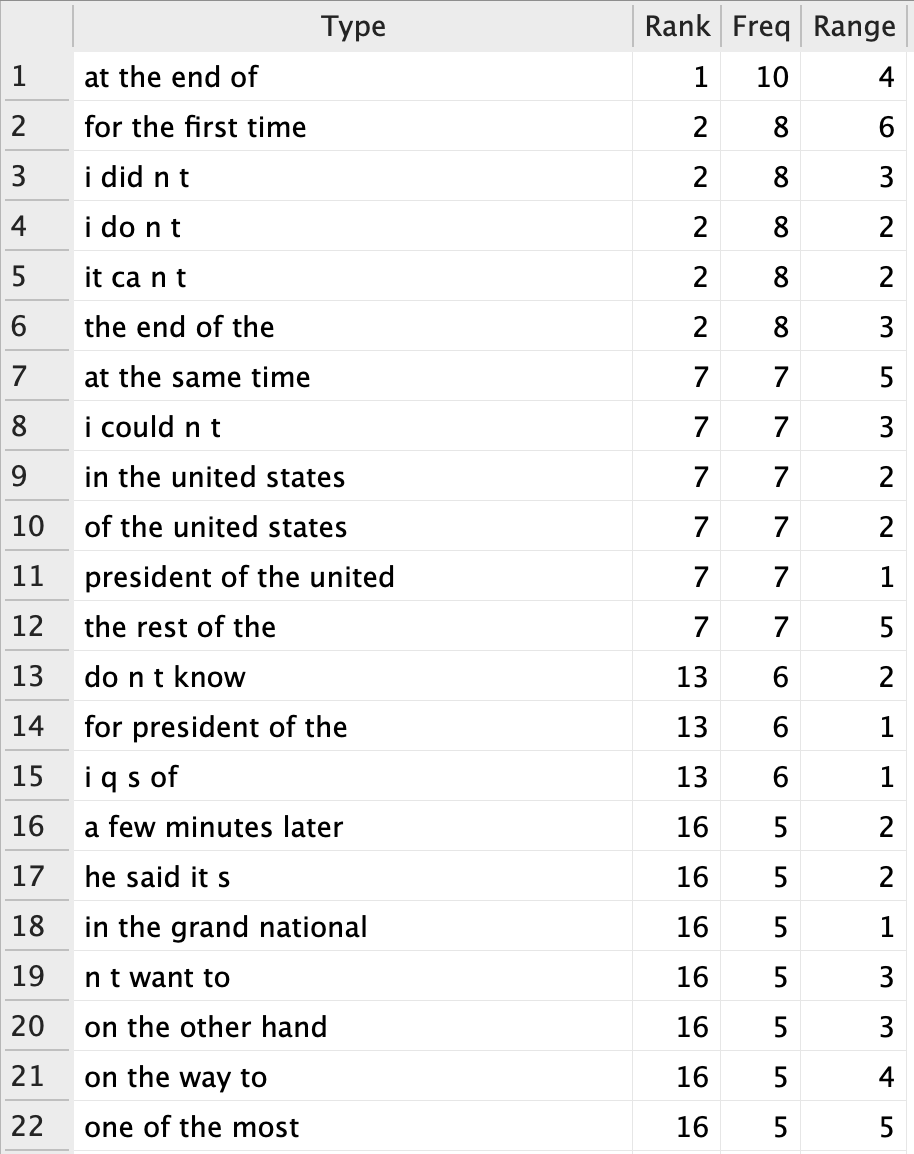 Type Rank Freq Range
1 at the end of 1 10 4
2 for the first time 2 8 6
3 i did n t 2 8 3
4 i do n t 2 8 2
5 it ca n t 2 8 2
6 the end of the 2 8 3
7 at the same time 7 7 5
8 i could n t 7 7 3
9 in the united states 7 7 2
10 of the united states 7 7 2
11 president of the united 7 7 1
12 the rest of the 7 7 5
13 do n t know 13 6 2
14 for president of the 13 6 1
15 i q s of 13 6 1
16 a few minutes later 16 5 2
17 he said it s 16 5 2
18 in the grand national 16 5 1
19 n t want to 16 5 3
20 on the other hand 16 5 3
21 on the way to 16 5 4
22 one of the most 16 5 5